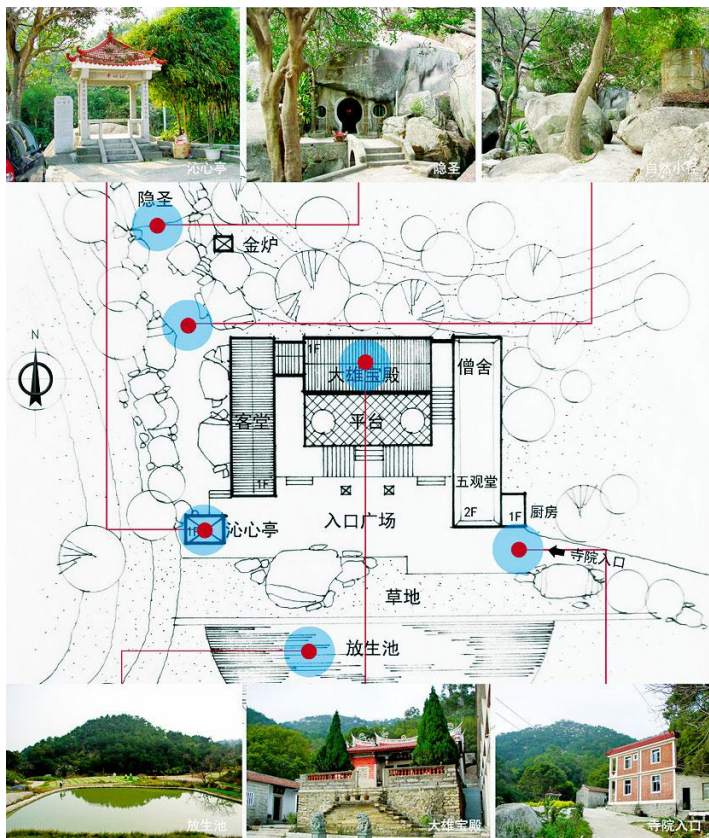 沁心亭
隐圣
自然小径
隐圣
金炉
N
1F
大雄宝殿
僧舍
客堂
平台
1F
五观堂
2F
1F
厨房
入口广场
1F
沁心亭
寺院入口
草地
放生池
放生池
大雄宝殿
寺院入口